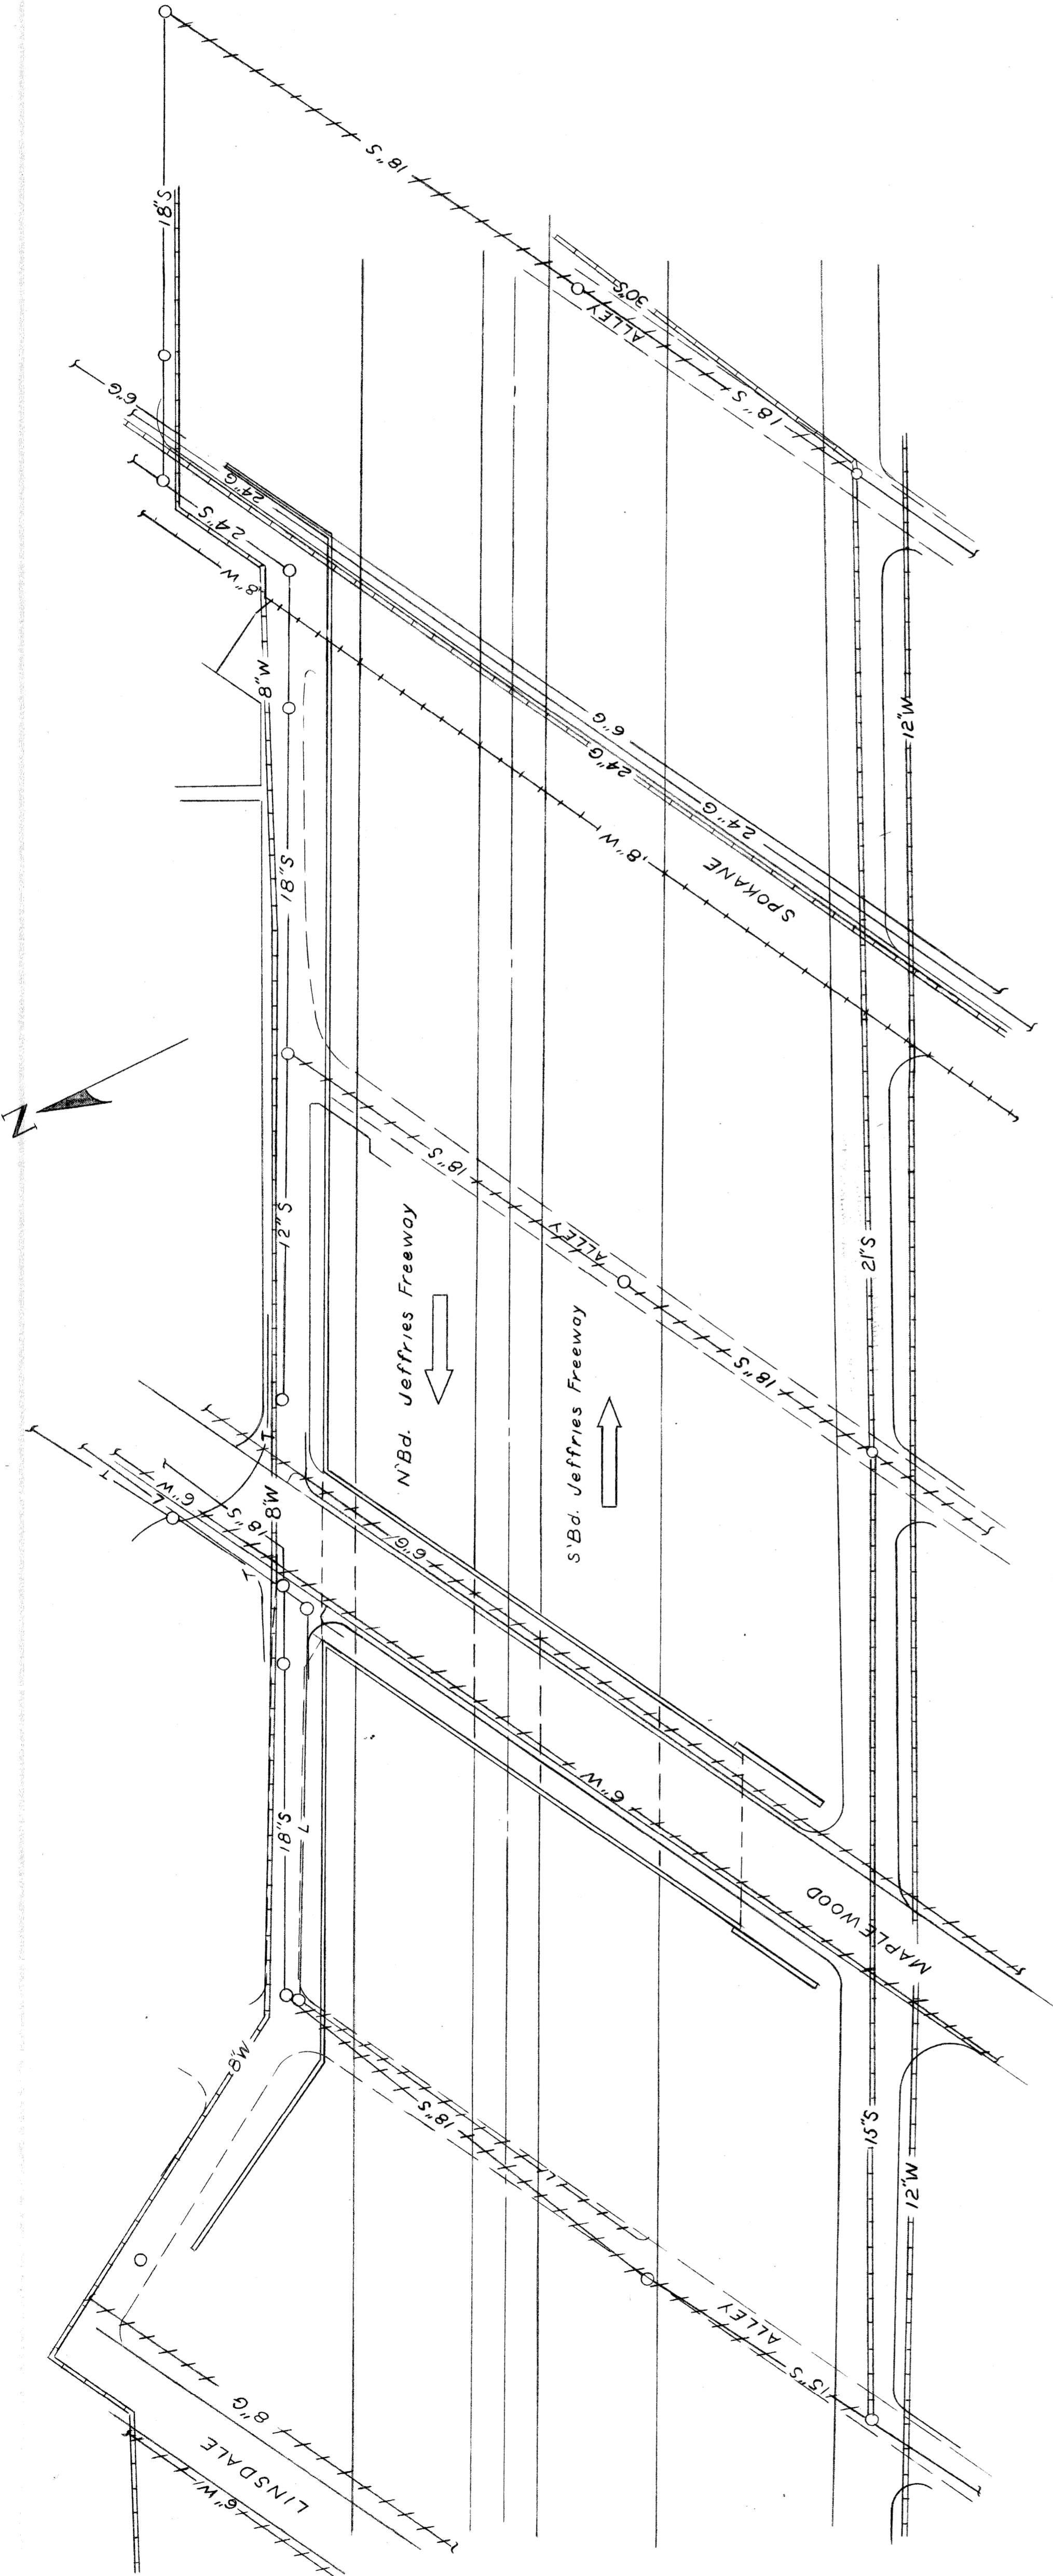 18"S
18"S
30"S
ALLEY
6"G
18"S
24"G
24"S
8"W
8"W
12"W
6"G
24"G
24"G
8"W
18"S
SPOKANE
N
18"S
12"S
ALLEY
21"S
N'Bd. Jeffries Freeway
S'Bd. Jeffries Freeway
18"S
T
T
L
6"W
8"W
18"S
6"G
T
6"W
18"S
L
MAPLEWOOD
8"W
18"S
15"S
12"W
L
ALLEY
15"S
8"G
LINSDALE
6"W